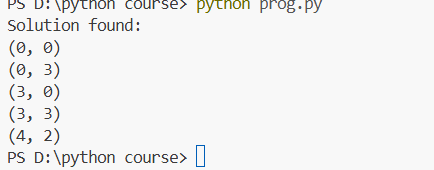 PS D:\python course> python prog.py
Solution found:
(0, 0)
(0, 3)
(3, 0)
(3, 3)
(4, 2)
PS D:\python course>